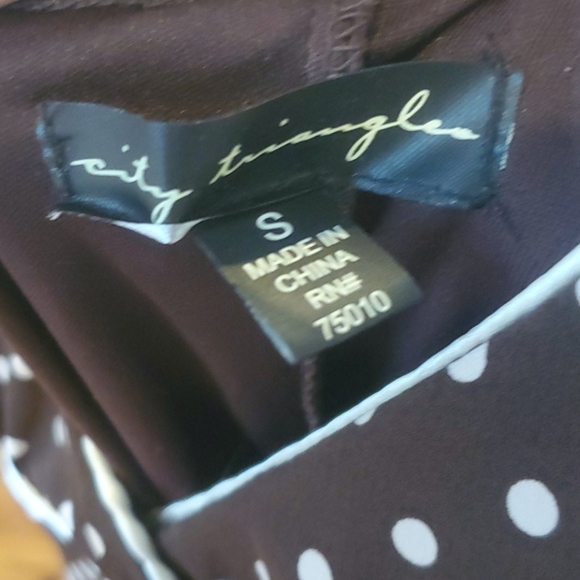 city triangles
S
MADE IN
CHINA
RN#
75010